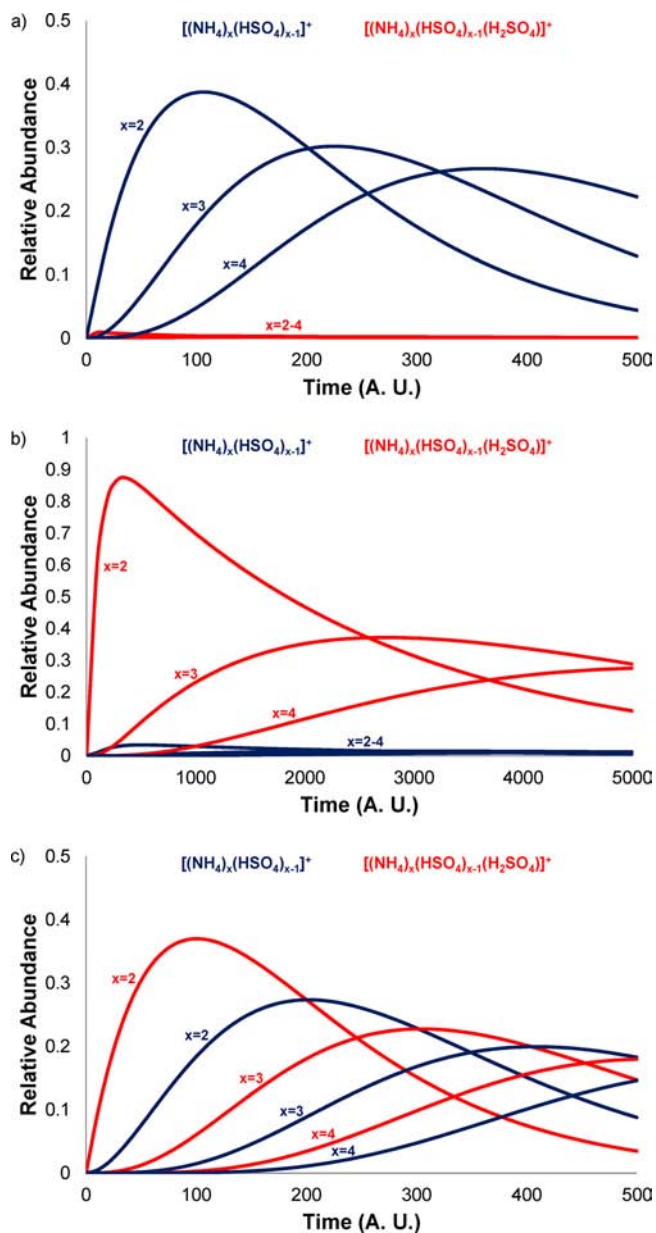 a)
[(NH₄)ₓ(HSO₄)ₓ₋₁]⁺ [(NH₄)ₓ(HSO₄)ₓ₋₁(H₂SO₄)]⁺
0.5
0.4
0.3
0.2
0.1
0
Relative Abundance
x=2
x=3
x=4
x=2-4
0 100 200 300 400 500
Time (A. U.)
b)
[(NH₄)ₓ(HSO₄)ₓ₋₁]⁺ [(NH₄)ₓ(HSO₄)ₓ₋₁(H₂SO₄)]⁺
1
0.9
0.8
0.7
0.6
0.5
0.4
0.3
0.2
0.1
0
Relative Abundance
x=2
x=3
x=4
x=2-4
0 1000 2000 3000 4000 5000
Time (A. U.)
c)
[(NH₄)ₓ(HSO₄)ₓ₋₁]⁺ [(NH₄)ₓ(HSO₄)ₓ₋₁(H₂SO₄)]⁺
0.5
0.4
0.3
0.2
0.1
0
Relative Abundance
x=2
x=2
x=3
x=3
x=4
x=4
0 100 200 300 400 500
Time (A. U.)